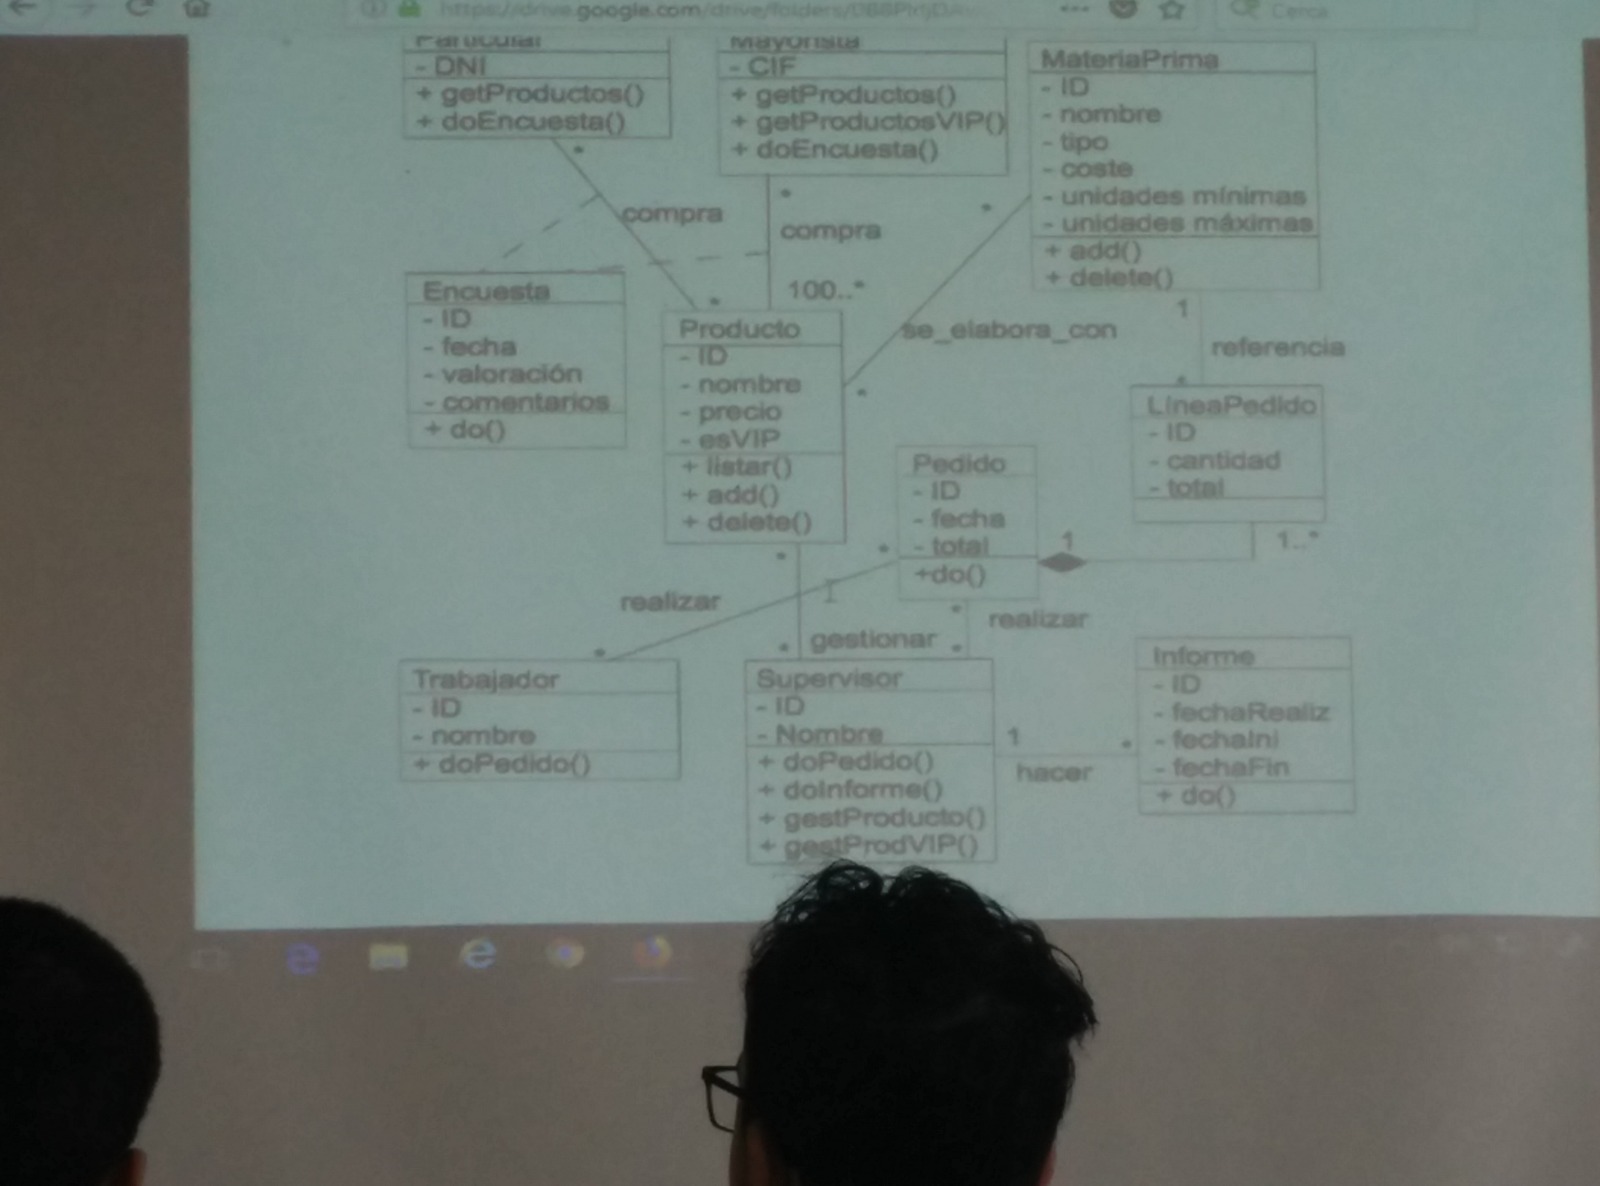 https://drive.google.com/drive/folders/
Cerca
Particular
- DNI
+ getProductos()
+ doEncuesta()
Mayorista
- CIF
+ getProductos()
+ getProductosVIP()
+ doEncuesta()
MateriaPrima
- ID
- nombre
- tipo
- coste
- unidades mínimas
- unidades máximas
+ add()
+ delete()
*
compra
*
*
compra
100..*
*
se_elabora_con
*
1
referencia
*
Encuesta
- ID
- fecha
- valoración
- comentarios
+ do()
Producto
- ID
- nombre
- precio
- esVIP
+ listar()
+ add()
+ delete()
LíneaPedido
- ID
- cantidad
- total
Pedido
- ID
- fecha
- total
+do()
1
1..*
*
realizar
*
*
gestionar
*
*
realizar
*
Trabajador
- ID
- nombre
+ doPedido()
Supervisor
- ID
- Nombre
+ doPedido()
+ doInforme()
+ gestProducto()
+ gestProdVIP()
1
hacer
*
Informe
- ID
- fechaRealiz
- fechaIni
- fechaFin
+ do()